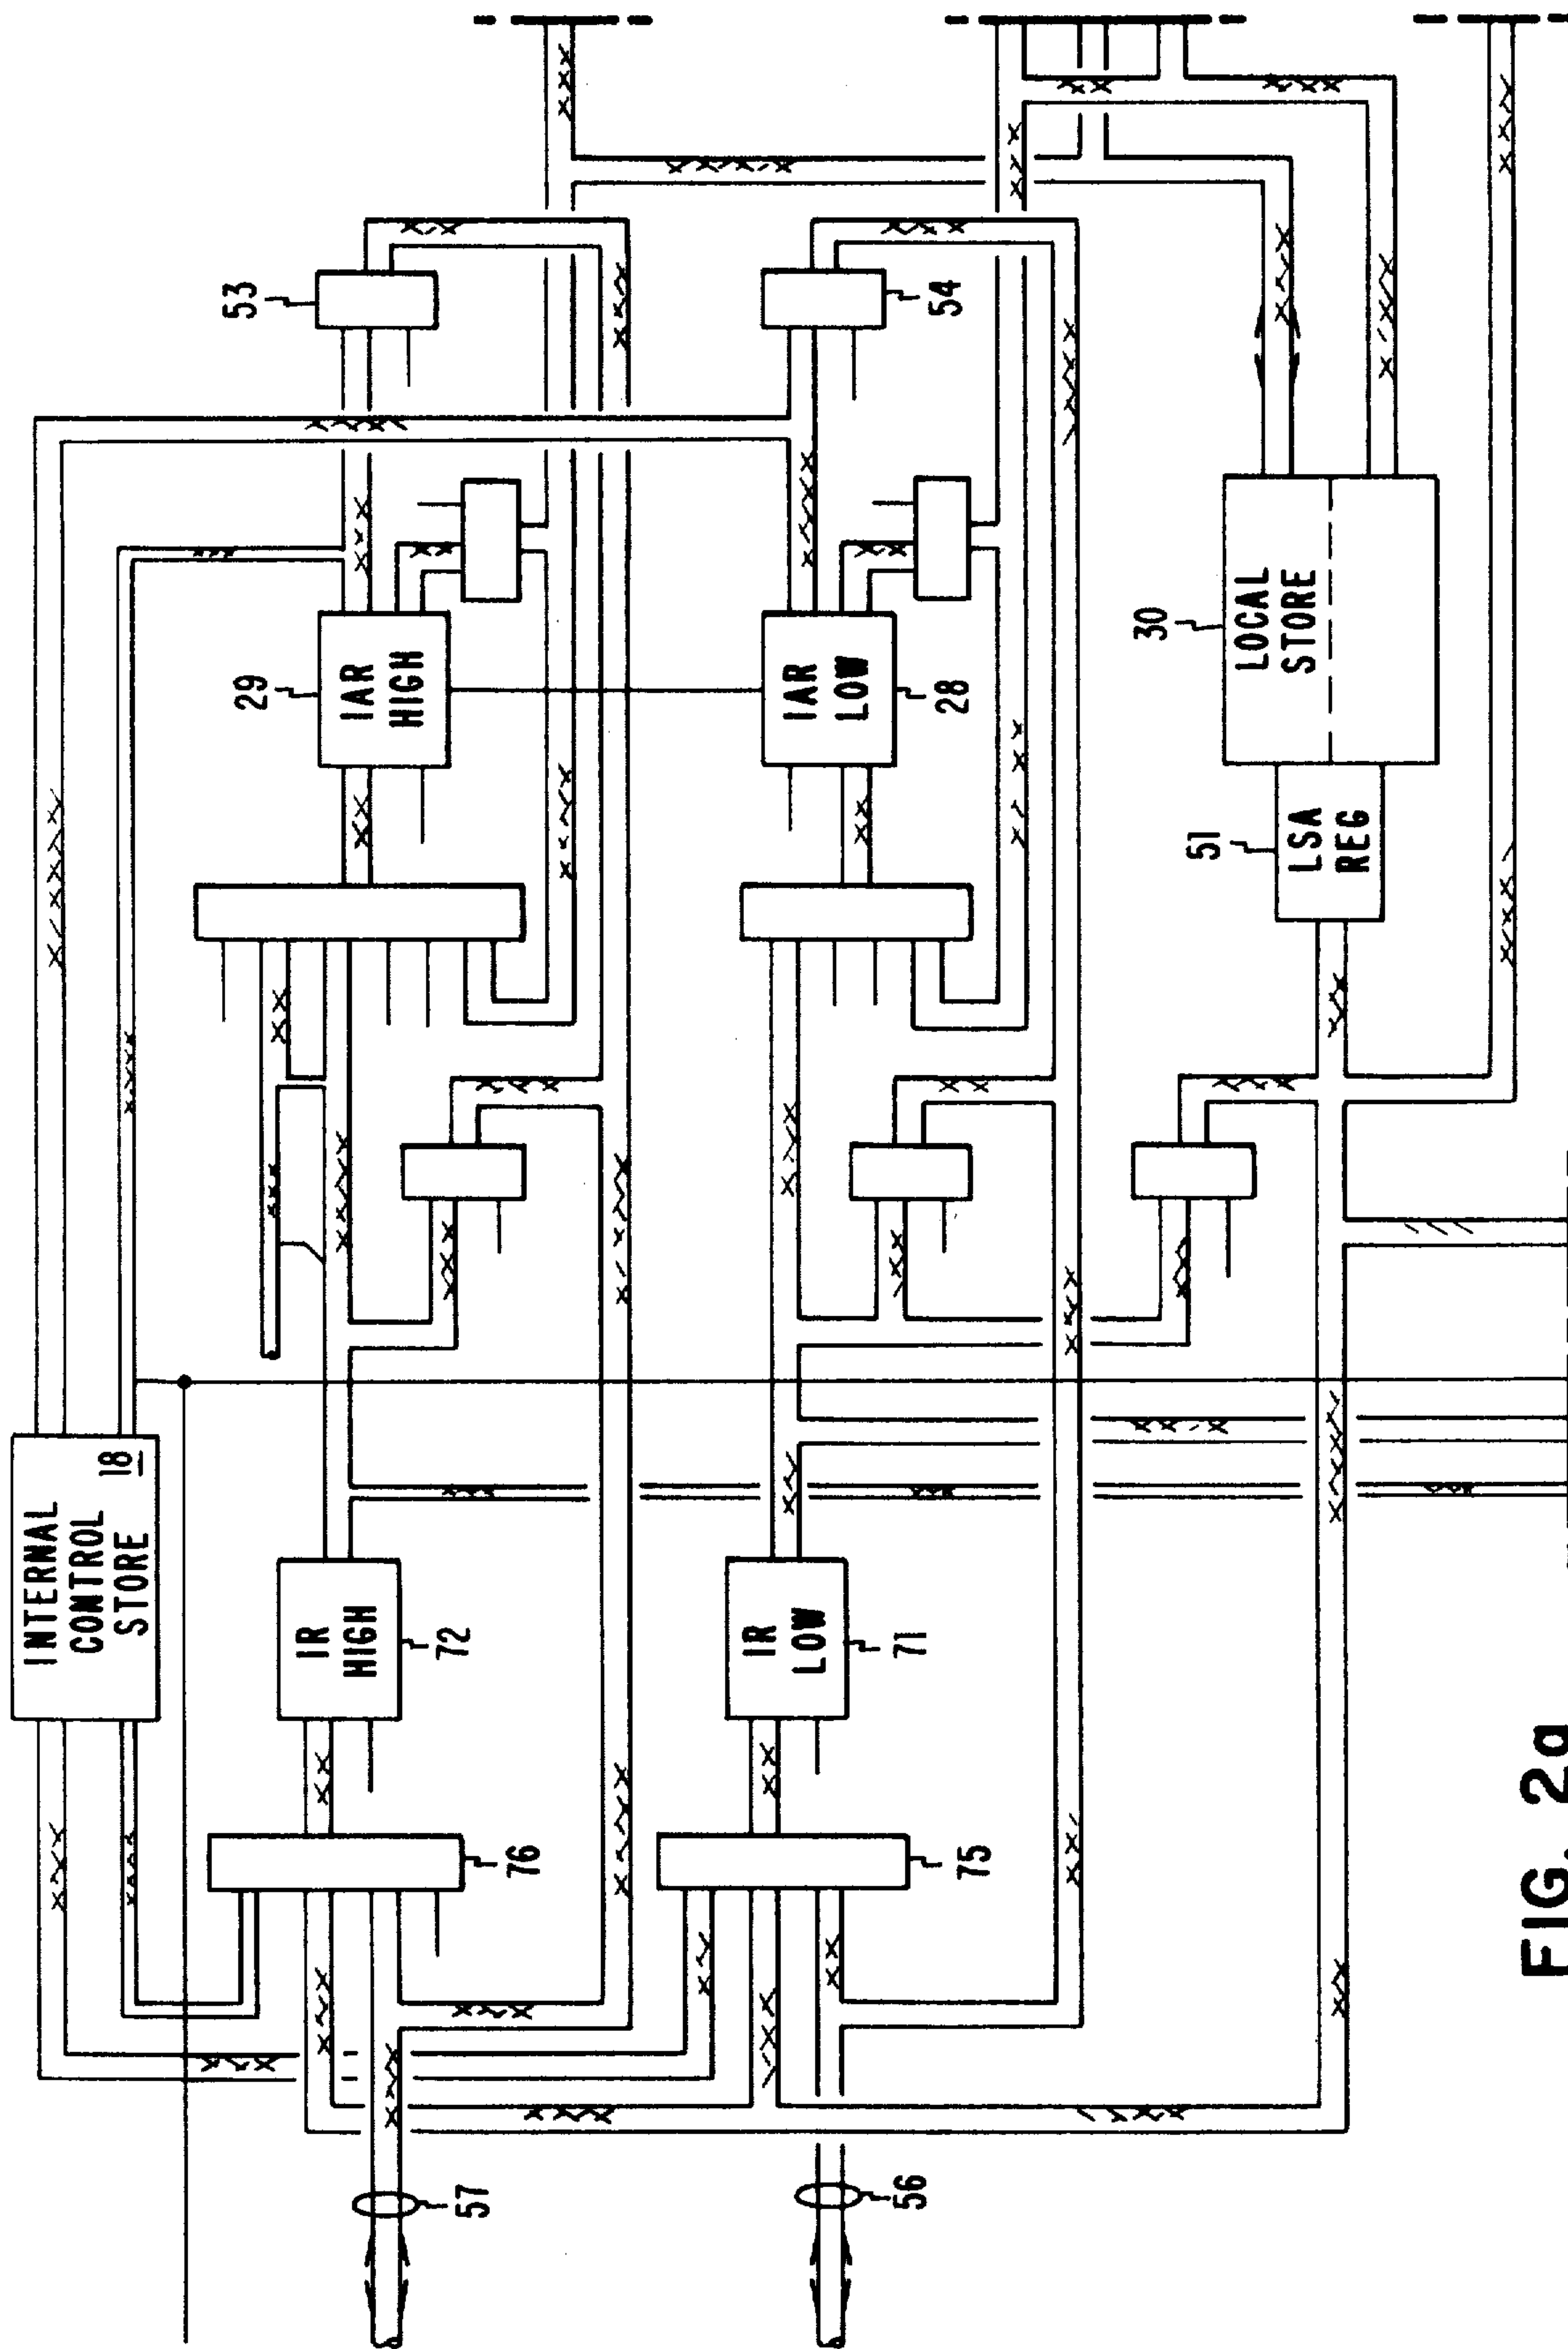 INTERNAL
CONTROL
STORE
18
53
54
29
IAR
HIGH
IAR
LOW
28
30
LOCAL
STORE
51
LSA
REG
IR
HIGH
72
IR
LOW
71
76
75
57
56
FIG. 2a